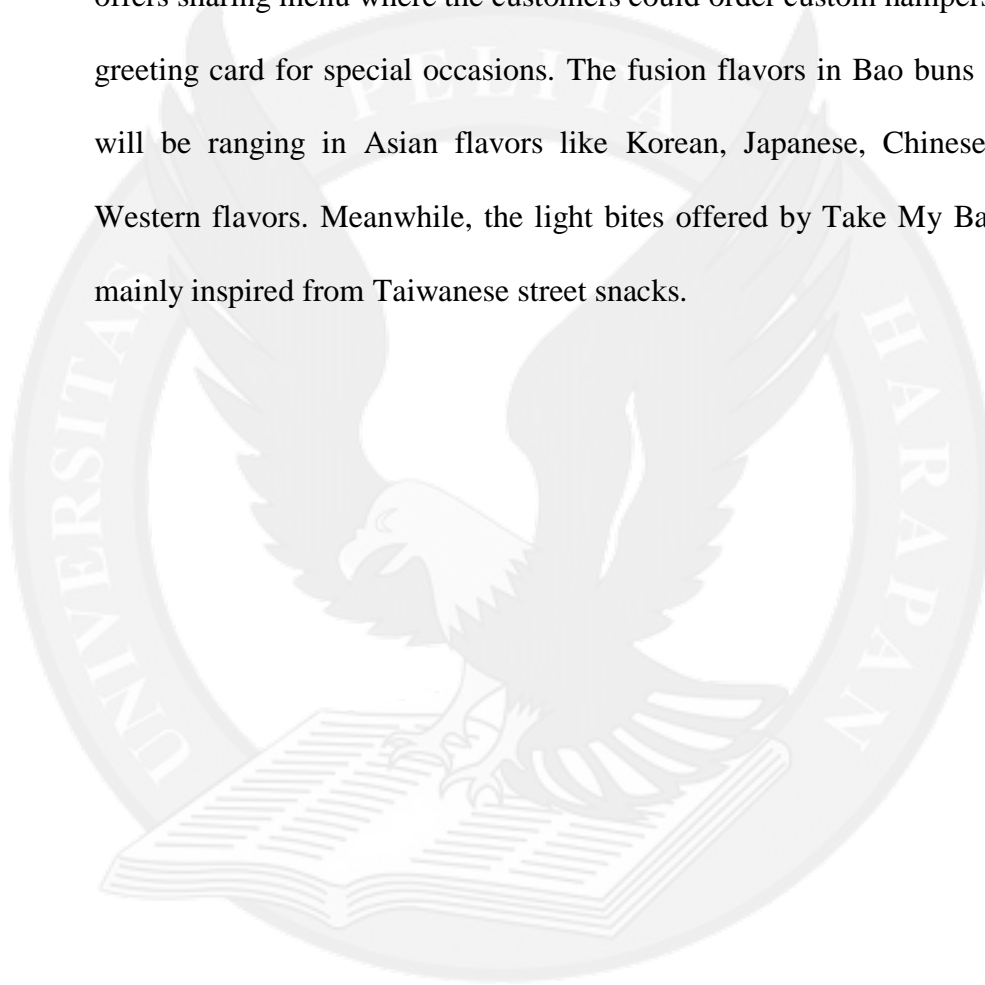 offers sharing menu where the customers could order custom hampers
greeting card for special occasions. The fusion flavors in Bao buns
will be ranging in Asian flavors like Korean, Japanese, Chinese
Western flavors. Meanwhile, the light bites offered by Take My Ba
mainly inspired from Taiwanese street snacks.
UNIVERSITAS
PELITA
HARAPAN